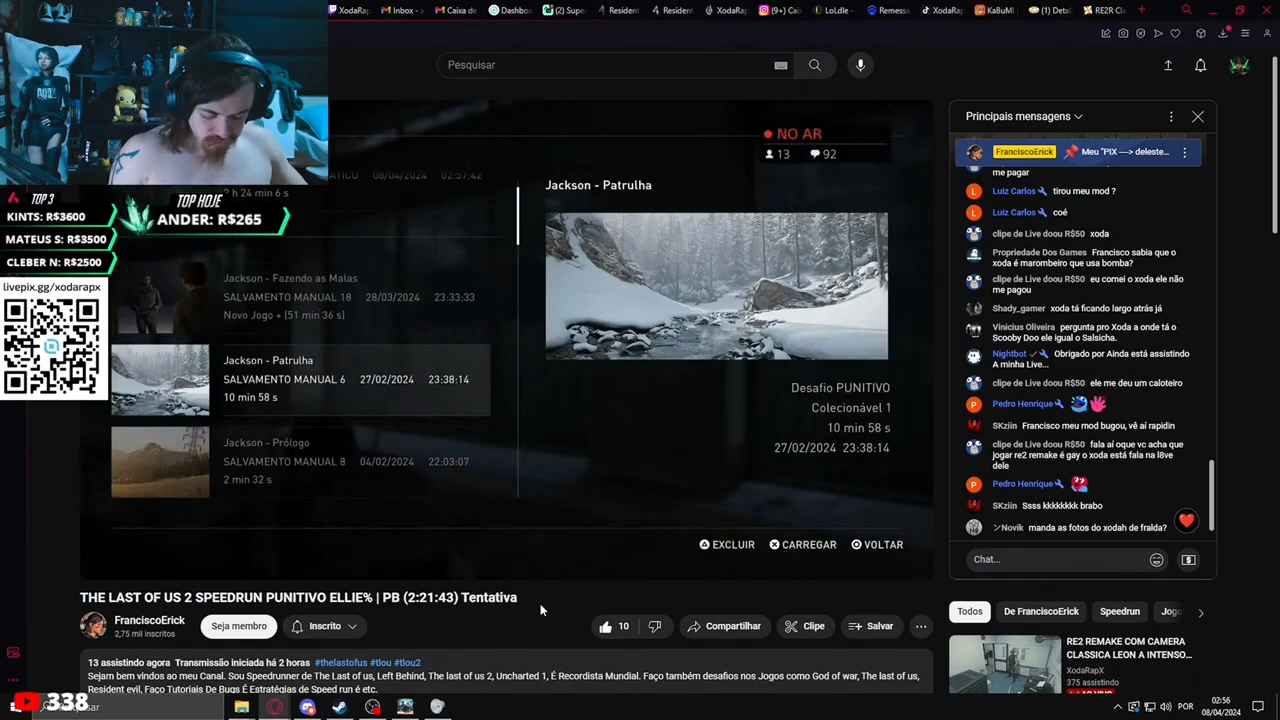 XodaRap
Inbox -
Caixa de
Dashbo
(2) Super
Resident
Resident
XodaRap
(9+) Caix
LoLdle -
Remessa
XodaRap
KaBuM!
(1) Detal
RE2R Cl
Pesquisar
NO AR
13 92
08/04/2024 02:57:42
2 h 24 min 6 s
Jackson - Fazendo as Malas
SALVAMENTO MANUAL 18 28/03/2024 23:33:33
Novo Jogo + [51 min 36 s]
Jackson - Patrulha
SALVAMENTO MANUAL 6 27/02/2024 23:38:14
10 min 58 s
Jackson - Prólogo
SALVAMENTO MANUAL 8 04/02/2024 22:03:07
2 min 32 s
Jackson - Patrulha
Desafio PUNITIVO
Colecionável 1
10 min 58 s
27/02/2024 23:38:14
EXCLUIR CARREGAR VOLTAR
TOP 3
KINTS: R$3600
MATEUS S: R$3500
CLEBER N: R$2500
TOP HOJE
ANDER: R$265
livepix.gg/xodarapx
THE LAST OF US 2 SPEEDRUN PUNITIVO ELLIE% | PB (2:21:43) Tentativa
FranciscoErick
2,75 mil inscritos
Seja membro
Inscrito
10
Compartilhar
Clipe
Salvar
13 assistindo agora Transmissão iniciada há 2 horas #thelastofus #tlou #tlou2
Sejam bem vindos ao meu Canal. Sou Speedrunner de The Last of us, Left Behind, The last of us 2, Uncharted 1, É Recordista Mundial. Faço também desafios nos Jogos como God of war, The last of us,
Resident evil, Faço Tutoriais De Bugs É Estratégias de Speed run é etc.
Principais mensagens
FranciscoErick Meu "PIX —> deleste...
me pagar
Luiz Carlos tirou meu mod ?
Luiz Carlos coé
clipe de Live doou R$50 xoda
Propriedade Dos Games Francisco sabia que o
xoda é marombeiro que usa bomba?
clipe de Live doou R$50 eu comei o xoda ele não
me pagou
Shady_gamer xoda tá ficando largo atrás já
Vinicius Oliveira pergunta pro Xoda a onde tá o
Scooby Doo ele igual o Salsicha.
Nightbot Obrigado por Ainda está assistindo
A minha Live...
clipe de Live doou R$50 ele me deu um caloteiro
Pedro Henrique
SKziin Francisco meu mod bugou, vê aí rapidin
clipe de Live doou R$50 fala aí oque vc acha que
jogar re2 remake é gay o xoda está fala na l8ve
dele
Pedro Henrique
SKziin Ssss kkkkkkkk brabo
Novik manda as fotos do xodah de fralda?
Chat...
Todos
De FranciscoErick
Speedrun
Jogo
RE2 REMAKE COM CAMERA
CLASSICA LEON A INTENSO...
XodaRapX
375 assistindo
AO VIVO
338
POR
02:56
08/04/2024